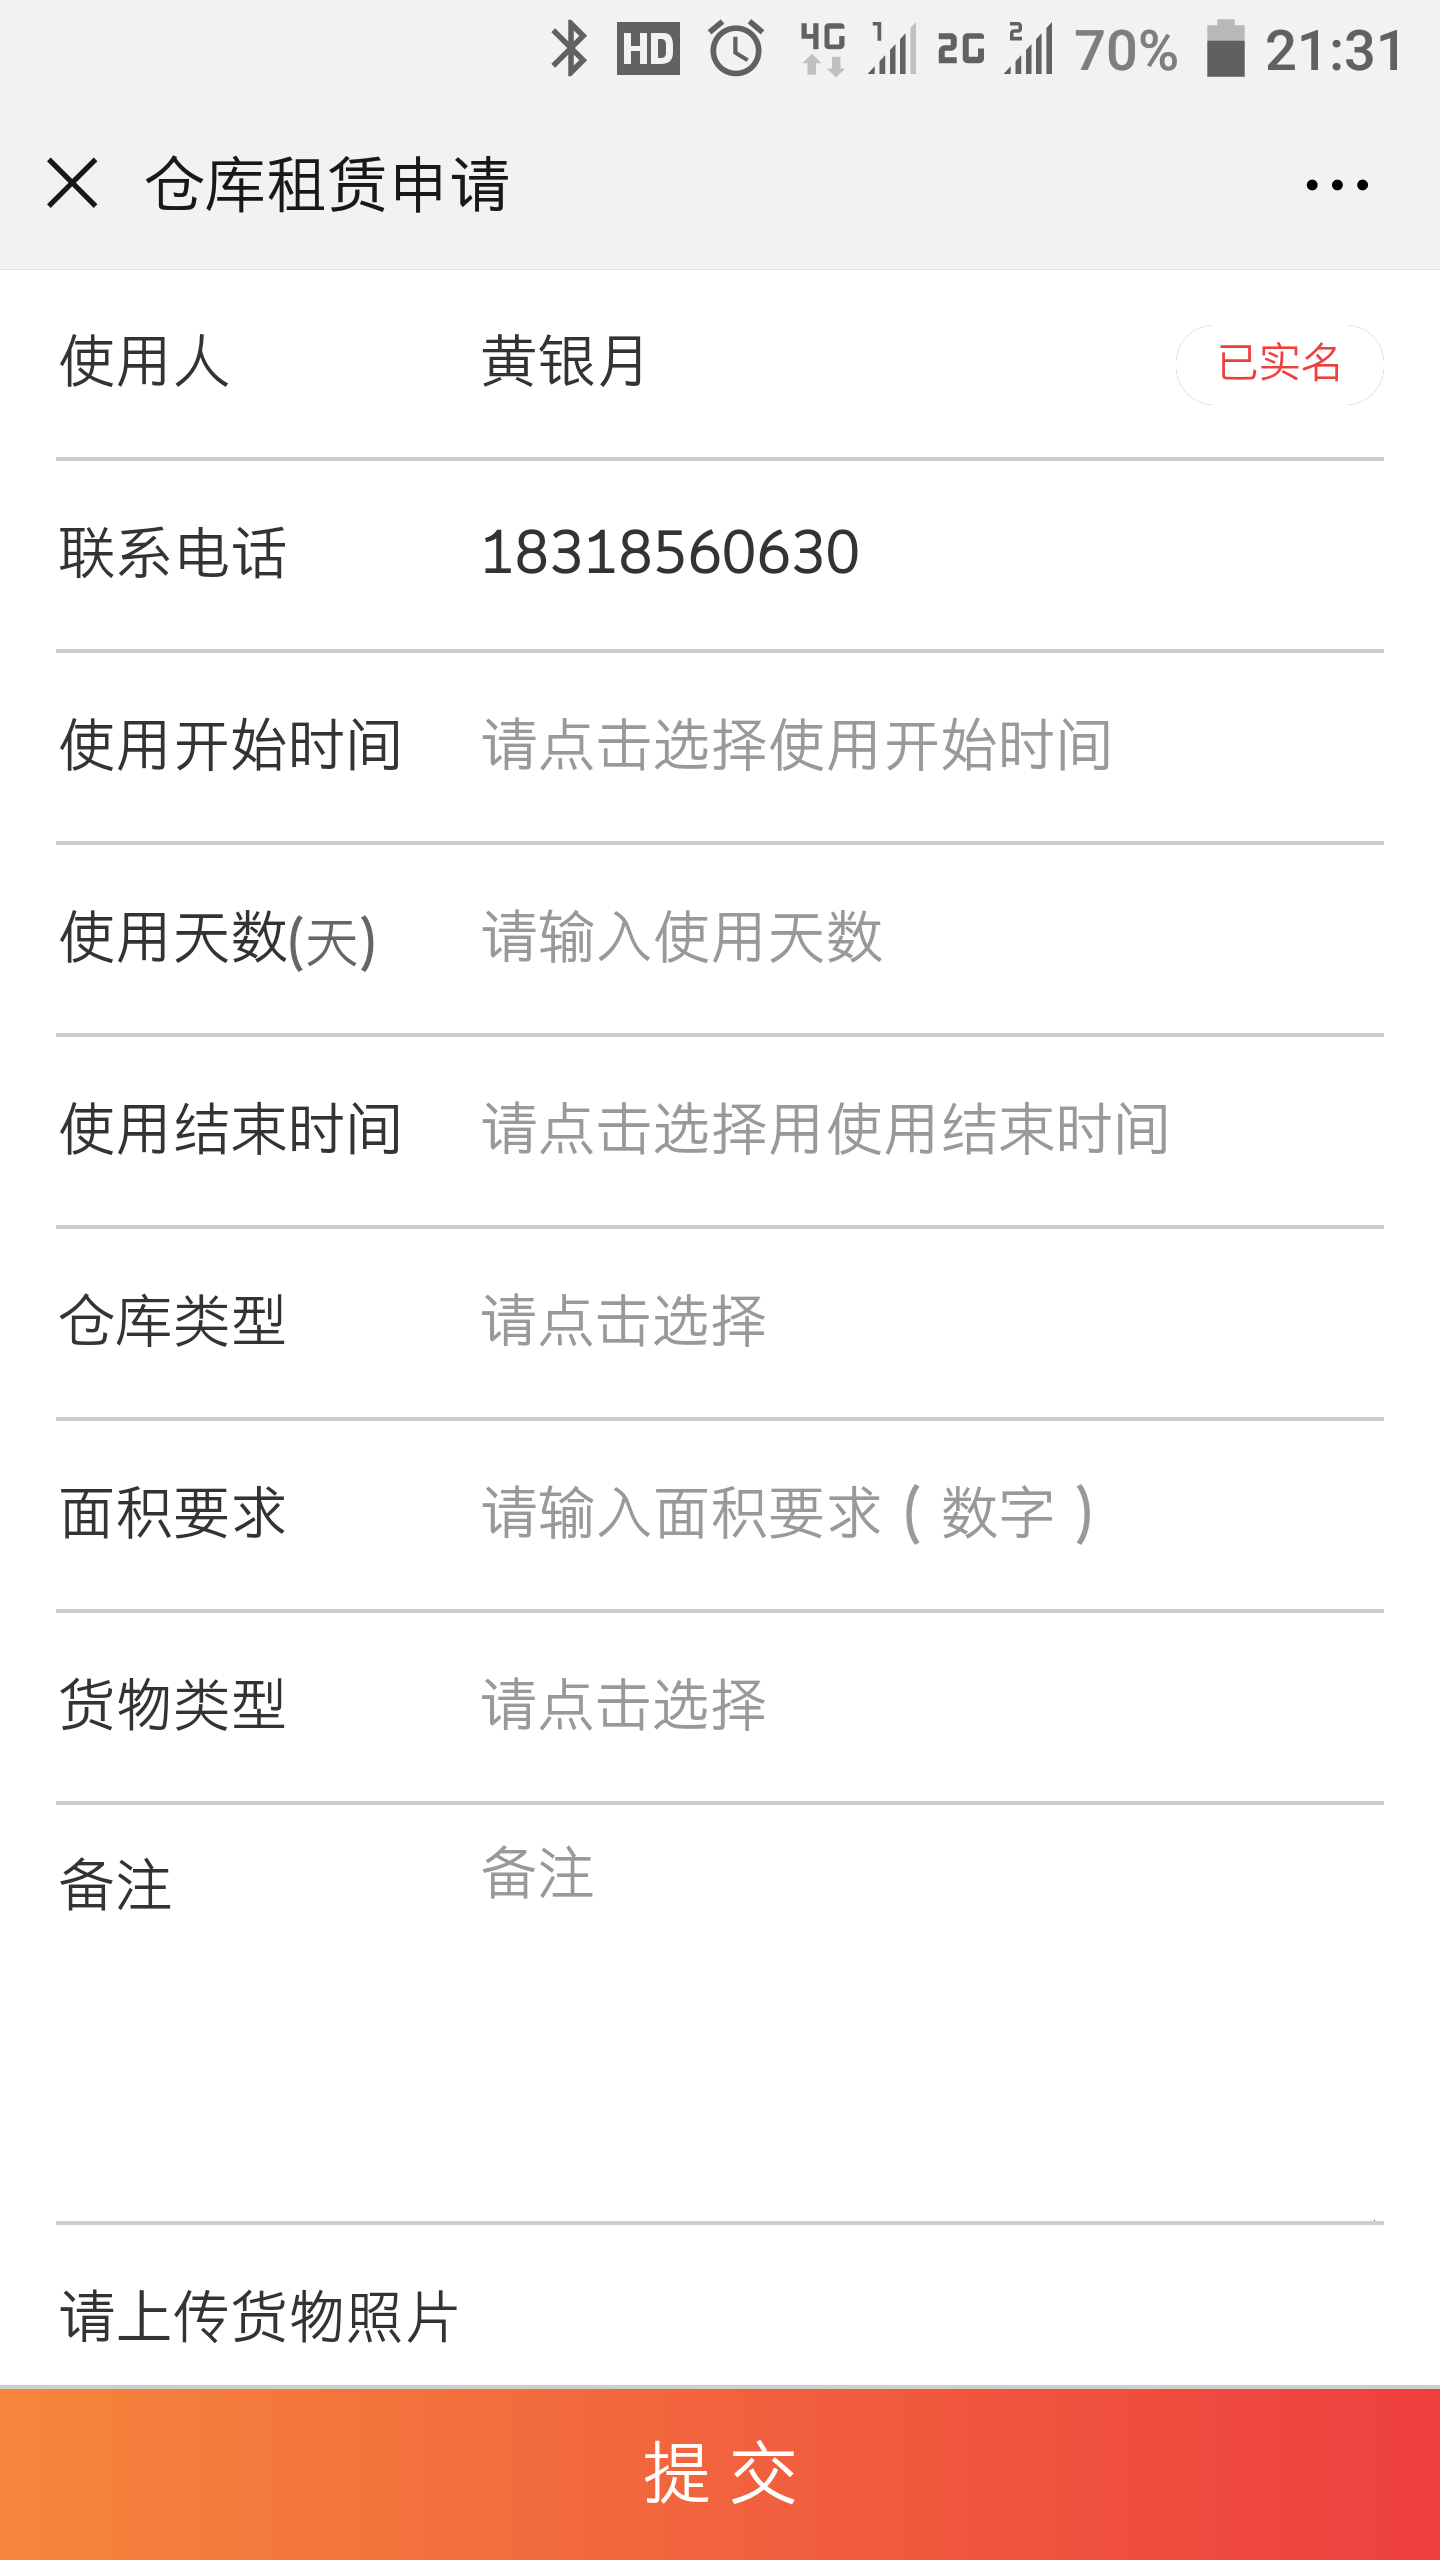 HD 4G 1 2G 2 70% 21:31
仓库租赁申请
使用人 黄银月 已实名
联系电话 18318560630
使用开始时间 请点击选择使用开始时间
使用天数(天) 请输入使用天数
使用结束时间 请点击选择用使用结束时间
仓库类型 请点击选择
面积要求 请输入面积要求（数字）
货物类型 请点击选择
备注 备注
请上传货物照片
提 交